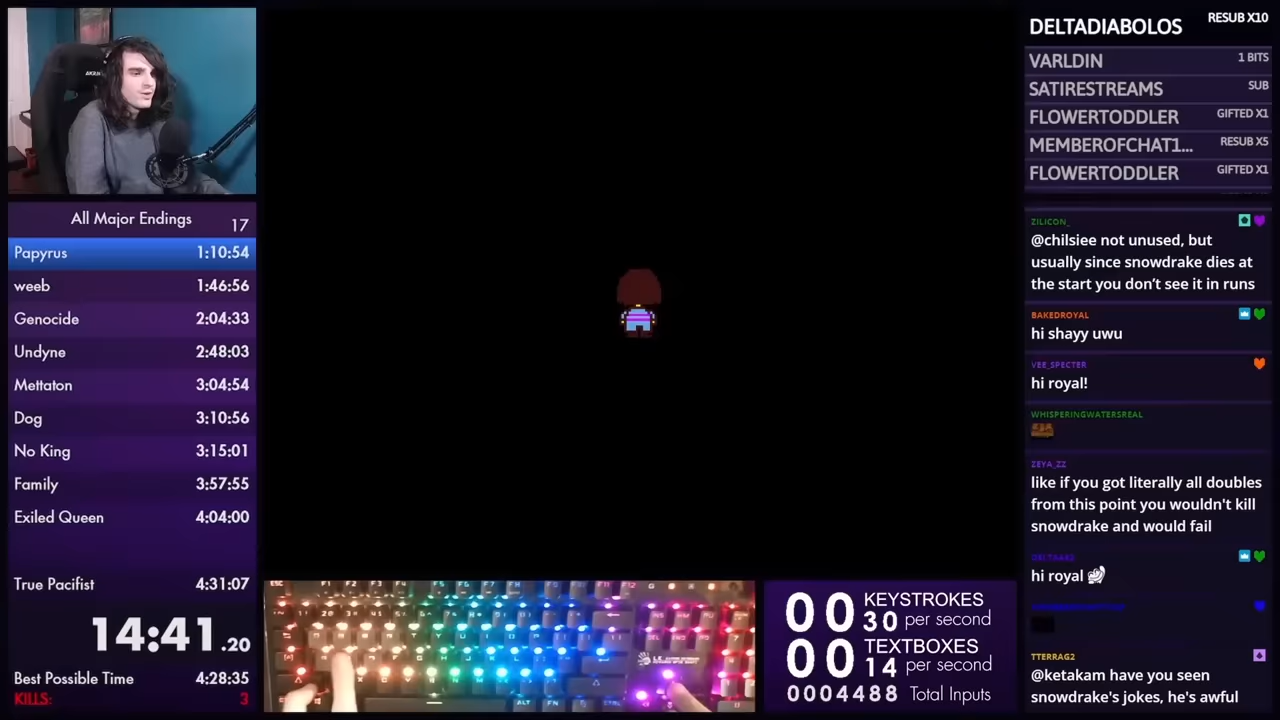 DELTADIABOLOS RESUB X10
VARLDIN 1 BITS
SATIRESTREAMS SUB
FLOWERTODDLER GIFTED X1
MEMBEROFCHAT1... RESUB X5
FLOWERTODDLER GIFTED X1
All Major Endings 17
Papyrus 1:10:54
weeb 1:46:56
Genocide 2:04:33
Undyne 2:48:03
Mettaton 3:04:54
Dog 3:10:56
No King 3:15:01
Family 3:57:55
Exiled Queen 4:04:00
True Pacifist 4:31:07
14:41.20
Best Possible Time 4:28:35
KILLS: 3
00 KEYSTROKES
30 per second
00 TEXTBOXES
14 per second
0004488 Total Inputs
ZILICON_
@chilsiee not unused, but
usually since snowdrake dies at
the start you don’t see it in runs
BAKEDROYAL
hi shayy uwu
VEE_SPECTER
hi royal!
WHISPERINGWATERSREAL
ZEYA_ZZ
like if you got literally all doubles
from this point you wouldn't kill
snowdrake and would fail
hi royal
TTERRAG2
@ketakam have you seen
snowdrake's jokes, he's awful